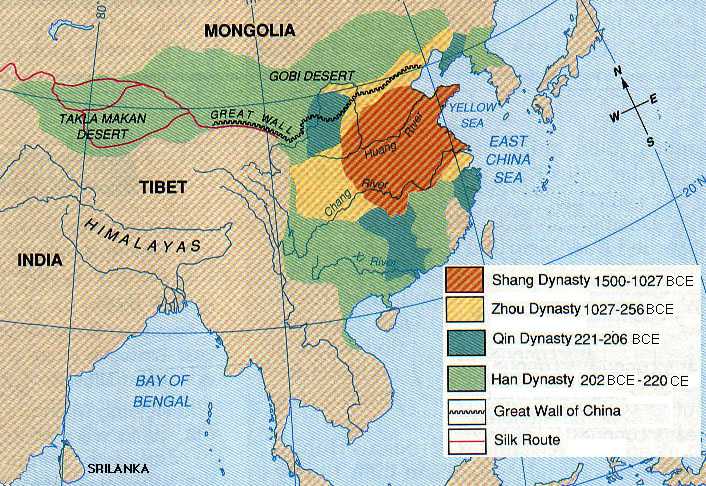 80
MONGOLIA
GOBI DESERT
TAKLA MAKAN
DESERT
GREAT WALL
Huang River
YELLOW
SEA
EAST
CHINA
SEA
N
W E
S
20 N
TIBET
Chang River
Xi River
HIMALAYAS
INDIA
BAY OF
BENGAL
SRILANKA
Shang Dynasty 1500-1027 BCE
Zhou Dynasty 1027-256 BCE
Qin Dynasty 221-206 BCE
Han Dynasty 202 BCE-220 CE
Great Wall of China
Silk Route